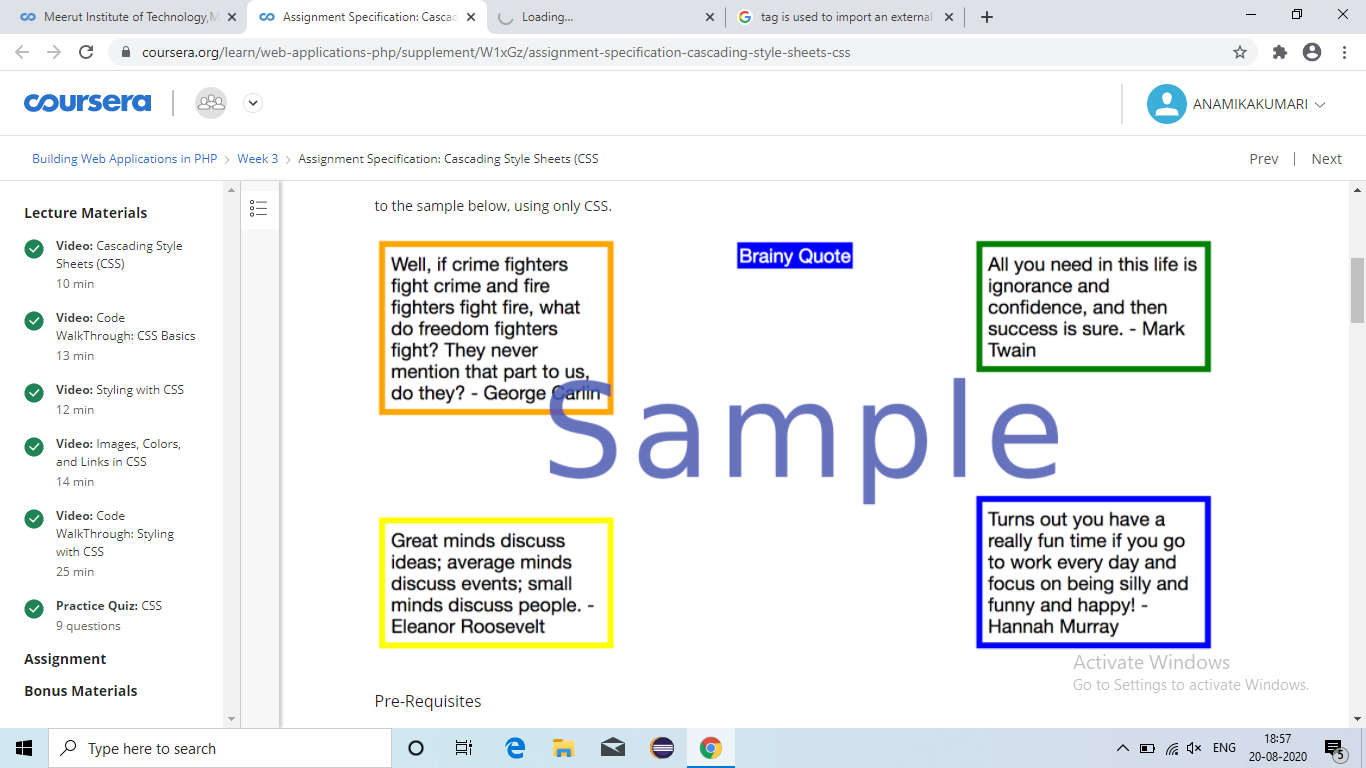 Meerut Institute of Technology,M
Assignment Specification: Cascad
Loading...
tag is used to import an external
coursera.org/learn/web-applications-php/supplement/W1xGz/assignment-specification-cascading-style-sheets-css
coursera
ANAMIKAKUMARI
Building Web Applications in PHP > Week 3 > Assignment Specification: Cascading Style Sheets (CSS
Prev | Next
Lecture Materials
Video: Cascading Style
Sheets (CSS)
10 min
Video: Code
WalkThrough: CSS Basics
13 min
Video: Styling with CSS
12 min
Video: Images, Colors,
and Links in CSS
14 min
Video: Code
WalkThrough: Styling
with CSS
25 min
Practice Quiz: CSS
9 questions
Assignment
Bonus Materials
to the sample below, using only CSS.
Well, if crime fighters
fight crime and fire
fighters fight fire, what
do freedom fighters
fight? They never
mention that part to us,
do they? - George Carlin
Brainy Quote
All you need in this life is
ignorance and
confidence, and then
success is sure. - Mark
Twain
Sample
Great minds discuss
ideas; average minds
discuss events; small
minds discuss people. -
Eleanor Roosevelt
Turns out you have a
really fun time if you go
to work every day and
focus on being silly and
funny and happy! -
Hannah Murray
Activate Windows
Go to Settings to activate Windows.
Pre-Requisites
Type here to search
ENG
18:57
20-08-2020
5